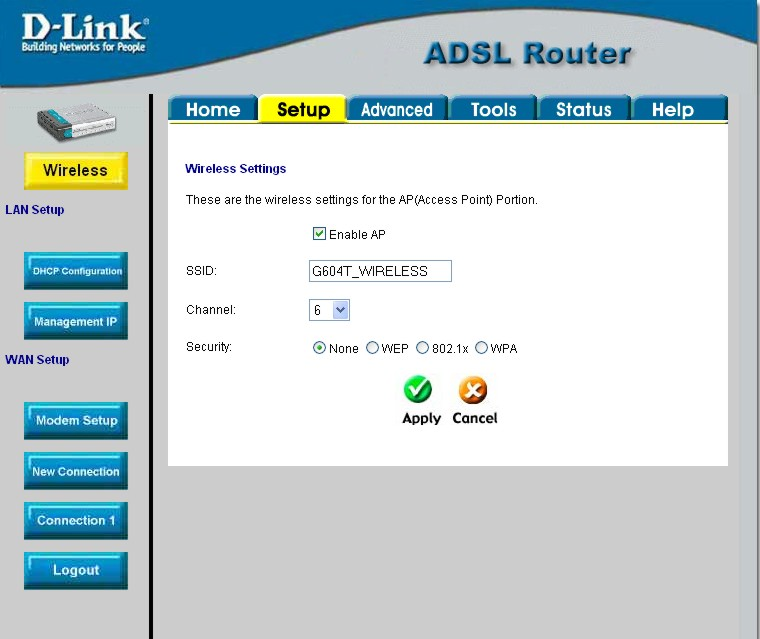 D-Link®
Building Networks for People
ADSL Router
Home Setup Advanced Tools Status Help
Wireless
LAN Setup
DHCP Configuration
Management IP
WAN Setup
Modem Setup
New Connection
Connection 1
Logout
Wireless Settings
These are the wireless settings for the AP(Access Point) Portion.
Enable AP
SSID: G604T_WIRELESS
Channel: 6
Security: None WEP 802.1x WPA
Apply Cancel